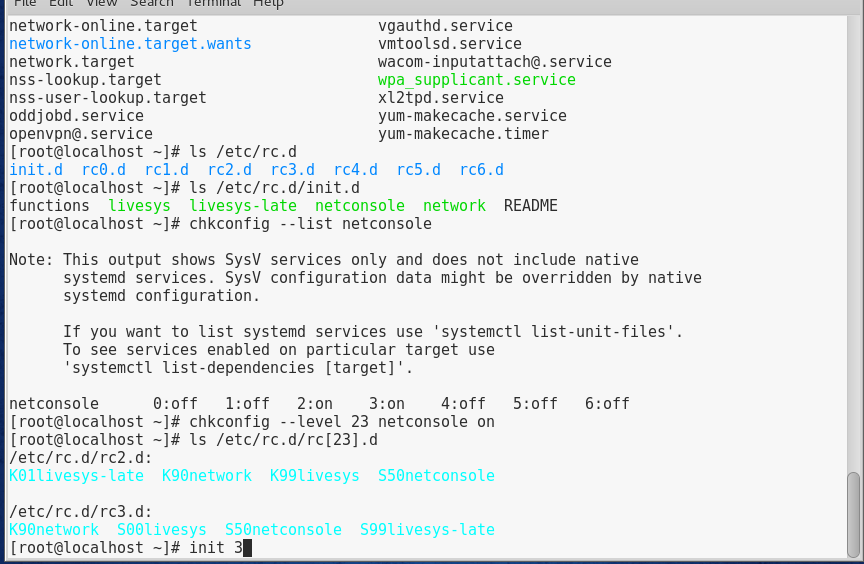 File Edit View Search Terminal Help
network-online.target vgauthd.service
network-online.target.wants vmtoolsd.service
network.target wacom-inputattach@.service
nss-lookup.target wpa_supplicant.service
nss-user-lookup.target xl2tpd.service
oddjobd.service yum-makecache.service
openvpn@.service yum-makecache.timer
[root@localhost ~]# ls /etc/rc.d
init.d rc0.d rc1.d rc2.d rc3.d rc4.d rc5.d rc6.d
[root@localhost ~]# ls /etc/rc.d/init.d
functions livesys livesys-late netconsole network README
[root@localhost ~]# chkconfig --list netconsole
Note: This output shows SysV services only and does not include native
systemd services. SysV configuration data might be overridden by native
systemd configuration.
If you want to list systemd services use 'systemctl list-unit-files'.
To see services enabled on particular target use
'systemctl list-dependencies [target]'.
netconsole 0:off 1:off 2:on 3:on 4:off 5:off 6:off
[root@localhost ~]# chkconfig --level 23 netconsole on
[root@localhost ~]# ls /etc/rc.d/rc[23].d
/etc/rc.d/rc2.d:
K01livesys-late K90network K99livesys S50netconsole
/etc/rc.d/rc3.d:
K90network S00livesys S50netconsole S99livesys-late
[root@localhost ~]# init 3